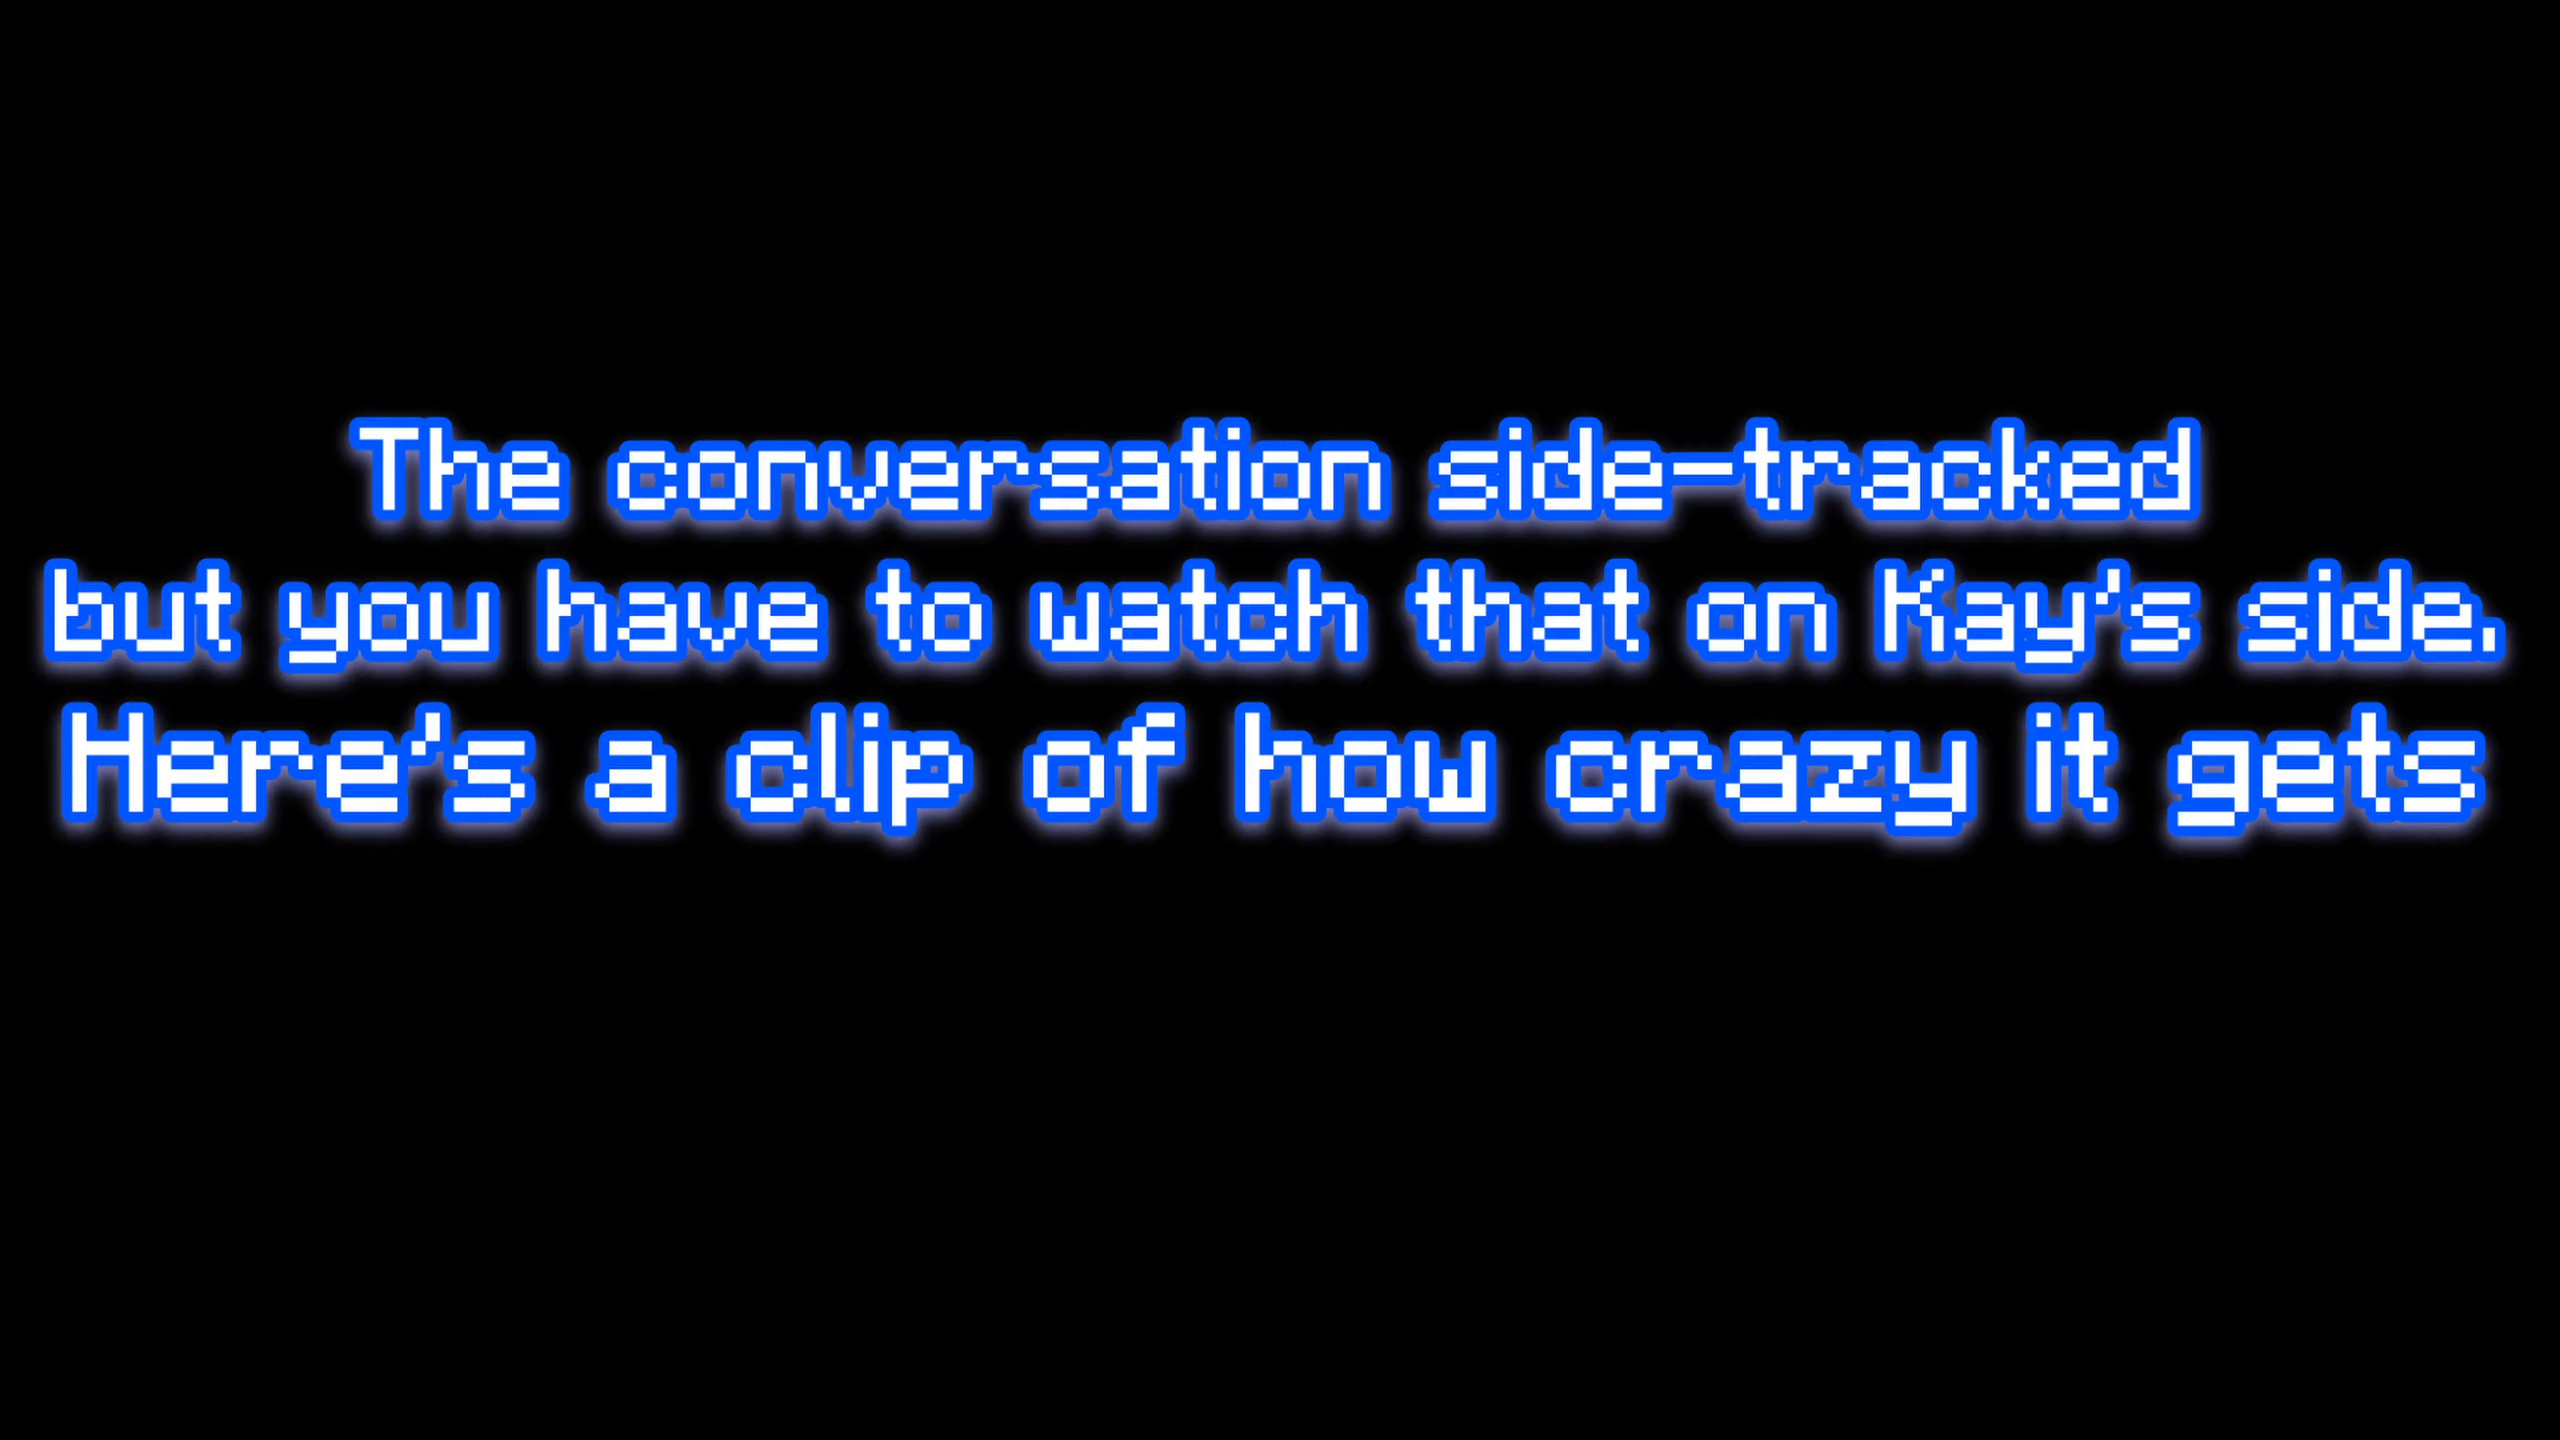 The conversation side-tracked
but you have to watch that on Kay's side.
Here's a clip of how crazy it gets